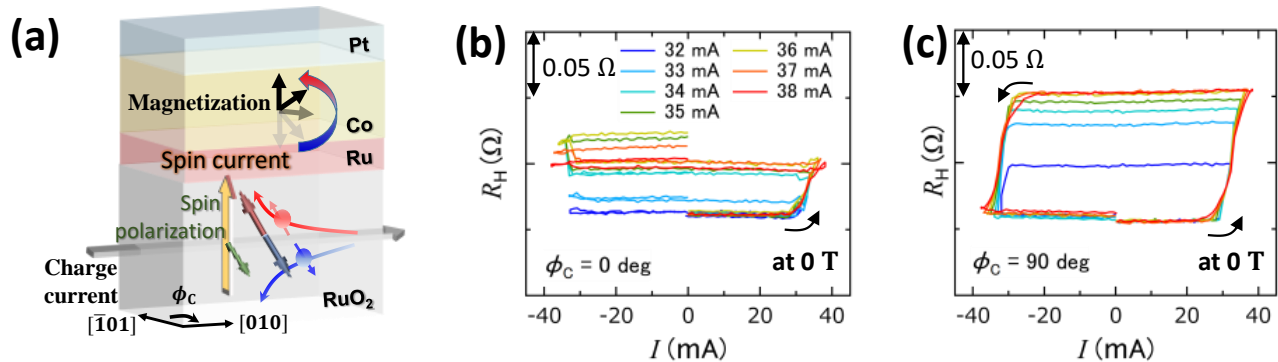 (a)
Pt
Magnetization
Co
Ru
Spin current
Spin
polarization
Charge
current
ϕC
RuO2
[1̅01]
[010]
(b)
0.05 Ω
32 mA
33 mA
34 mA
35 mA
36 mA
37 mA
38 mA
RH (Ω)
ϕC = 0 deg
at 0 T
-40 -20 0 20 40
I (mA)
(c)
0.05 Ω
RH (Ω)
ϕC = 90 deg
at 0 T
-40 -20 0 20 40
I (mA)